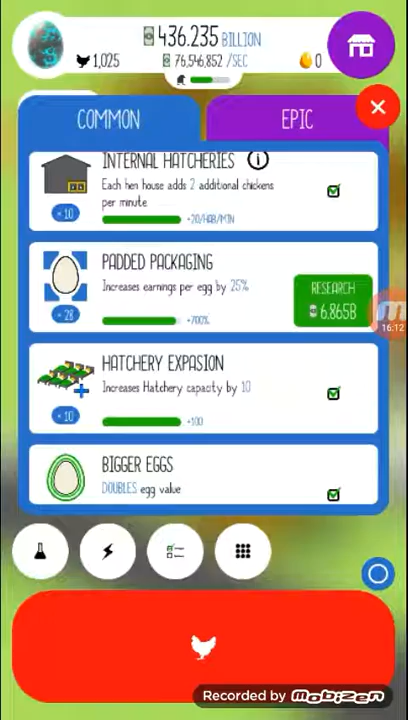 436.235 BILLION
1,025
76,546,852 /SEC
0
COMMON
EPIC
INTERNAL HATCHERIES i
Each hen house adds 2 additional chickens
per minute
×10
+20/HAB/MIN
PADDED PACKAGING
Increases earnings per egg by 25%
RESEARCH
6.865B
×28
+700%
16:12
HATCHERY EXPASION
Increases Hatchery capacity by 10
×10
+100
BIGGER EGGS
DOUBLES egg value
Recorded by mobizen